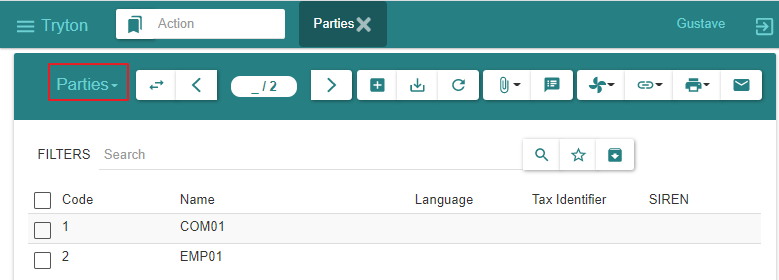 Tryton Action Parties Gustave
Parties _ / 2
FILTERS Search
Code Name Language Tax Identifier SIREN
1 COM01
2 EMP01